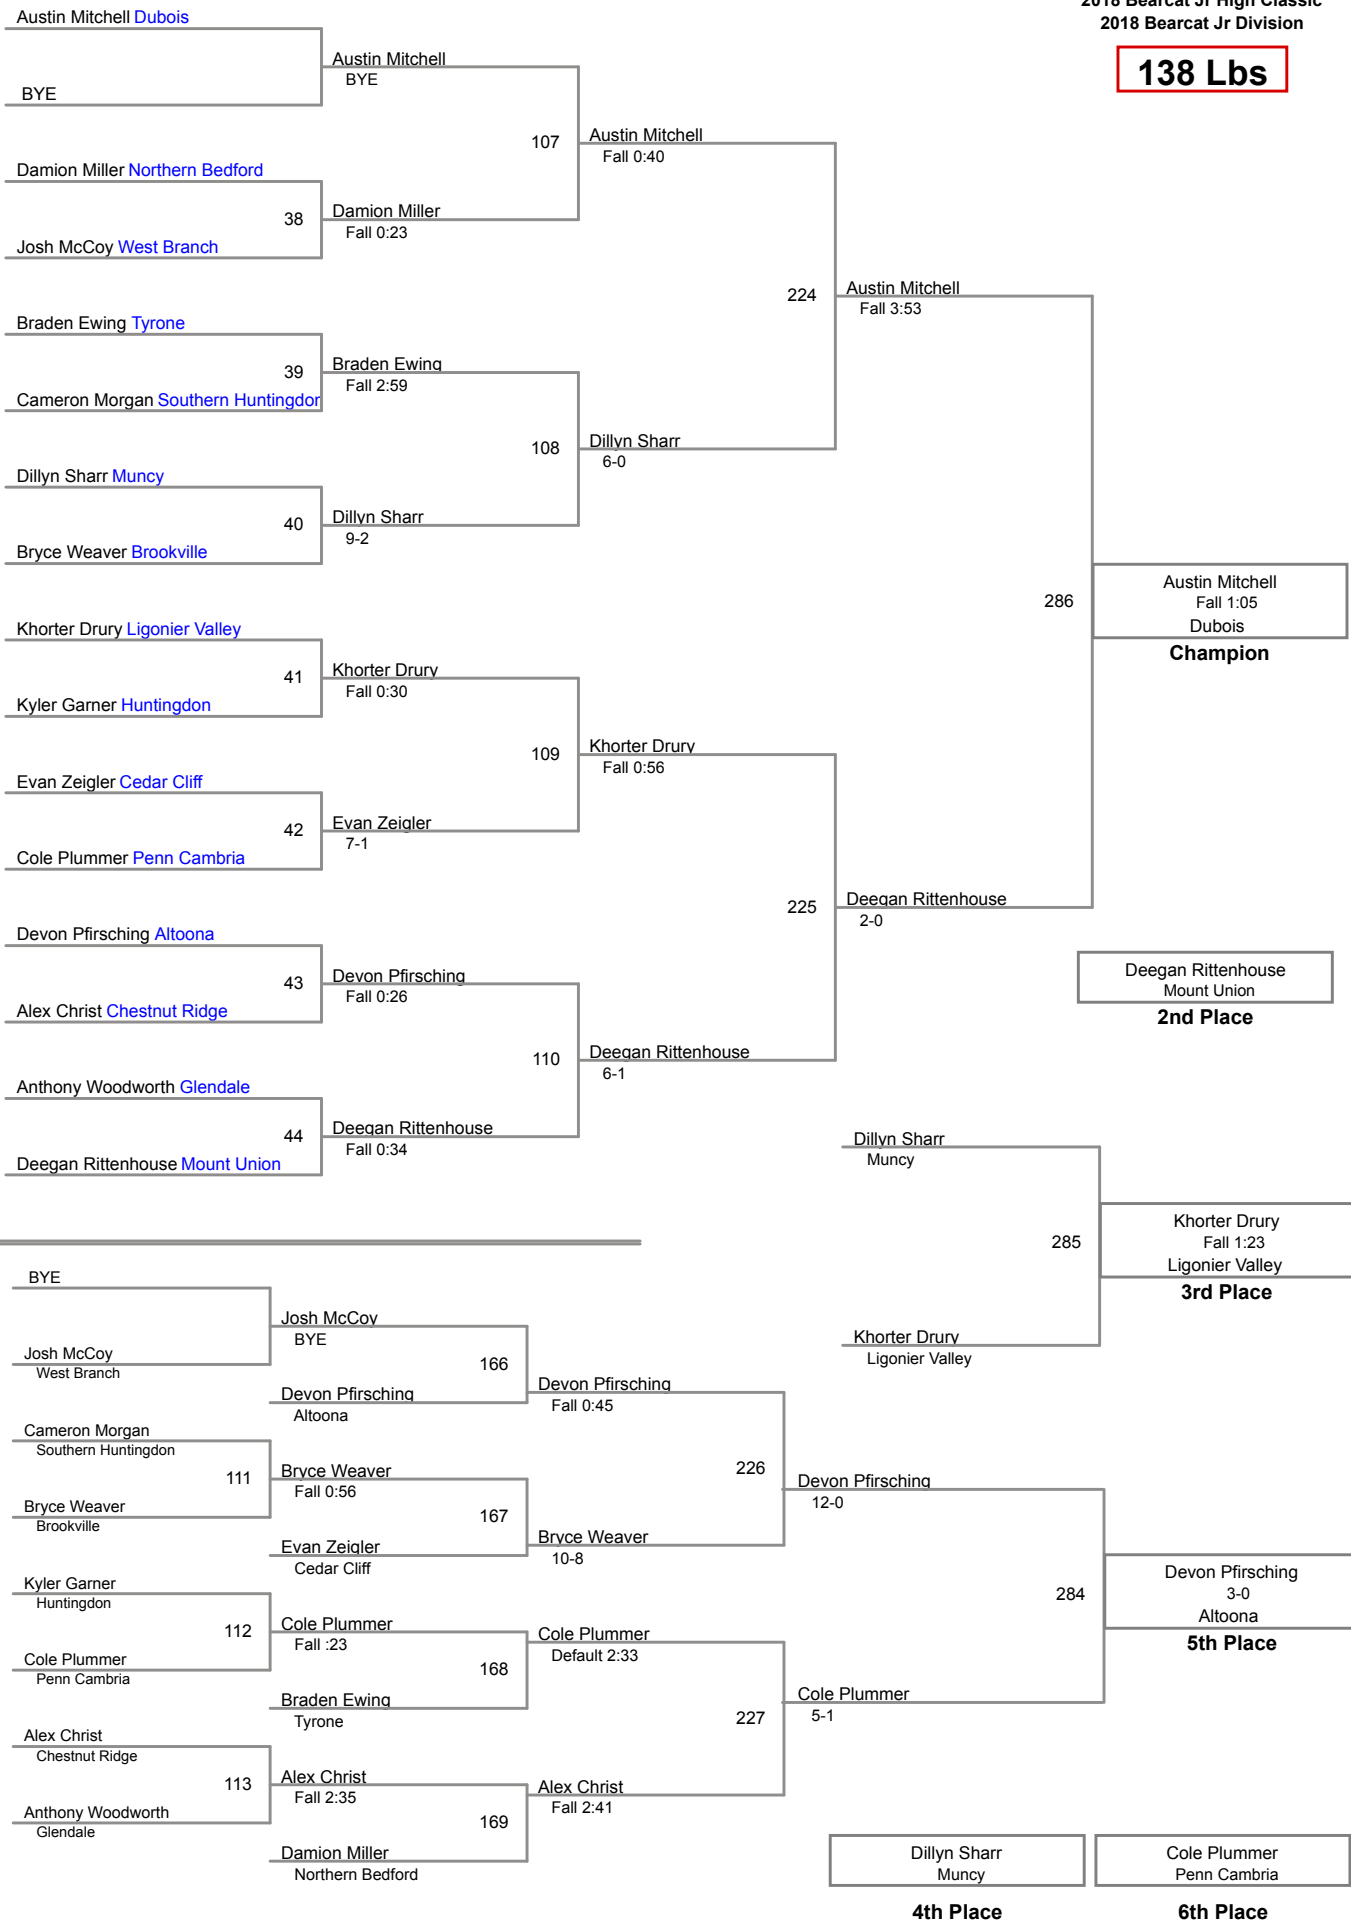 2018 Bearcat Jr High Classic
2018 Bearcat Jr Division
138 Lbs
Austin Mitchell Dubois
BYE
Damion Miller Northern Bedford
38
Josh McCoy West Branch
Braden Ewing Tyrone
39
Cameron Morgan Southern Huntingdon
Dillyn Sharr Muncy
40
Bryce Weaver Brookville
Khorter Drury Ligonier Valley
41
Kyler Garner Huntingdon
Evan Zeigler Cedar Cliff
42
Cole Plummer Penn Cambria
Devon Pfirsching Altoona
43
Alex Christ Chestnut Ridge
Anthony Woodworth Glendale
44
Deegan Rittenhouse Mount Union
Austin Mitchell
BYE
107
Damion Miller
Fall 0:23
Braden Ewing
Fall 2:59
108
Dillyn Sharr
9-2
Khorter Drury
Fall 0:30
109
Evan Zeigler
7-1
Devon Pfirsching
Fall 0:26
110
Deegan Rittenhouse
Fall 0:34
Austin Mitchell
Fall 0:40
224
Dillyn Sharr
6-0
Khorter Drury
Fall 0:56
225
Deegan Rittenhouse
6-1
Austin Mitchell
Fall 3:53
286
Deegan Rittenhouse
2-0
Austin Mitchell
Fall 1:05
Dubois
Champion
Deegan Rittenhouse
Mount Union
2nd Place
Dillyn Sharr
Muncy
285
Khorter Drury
Ligonier Valley
Khorter Drury
Fall 1:23
Ligonier Valley
3rd Place
BYE
Josh McCoy
West Branch
Cameron Morgan
Southern Huntingdon
111
Bryce Weaver
Brookville
Kyler Garner
Huntingdon
112
Cole Plummer
Penn Cambria
Alex Christ
Chestnut Ridge
113
Anthony Woodworth
Glendale
Josh McCoy
BYE
166
Devon Pfirsching
Altoona
Bryce Weaver
Fall 0:56
167
Evan Zeigler
Cedar Cliff
Cole Plummer
Fall :23
168
Braden Ewing
Tyrone
Alex Christ
Fall 2:35
169
Damion Miller
Northern Bedford
Devon Pfirsching
Fall 0:45
226
Bryce Weaver
10-8
Cole Plummer
Default 2:33
227
Alex Christ
Fall 2:41
Devon Pfirsching
12-0
284
Cole Plummer
5-1
Devon Pfirsching
3-0
Altoona
5th Place
Dillyn Sharr
Muncy
4th Place
Cole Plummer
Penn Cambria
6th Place